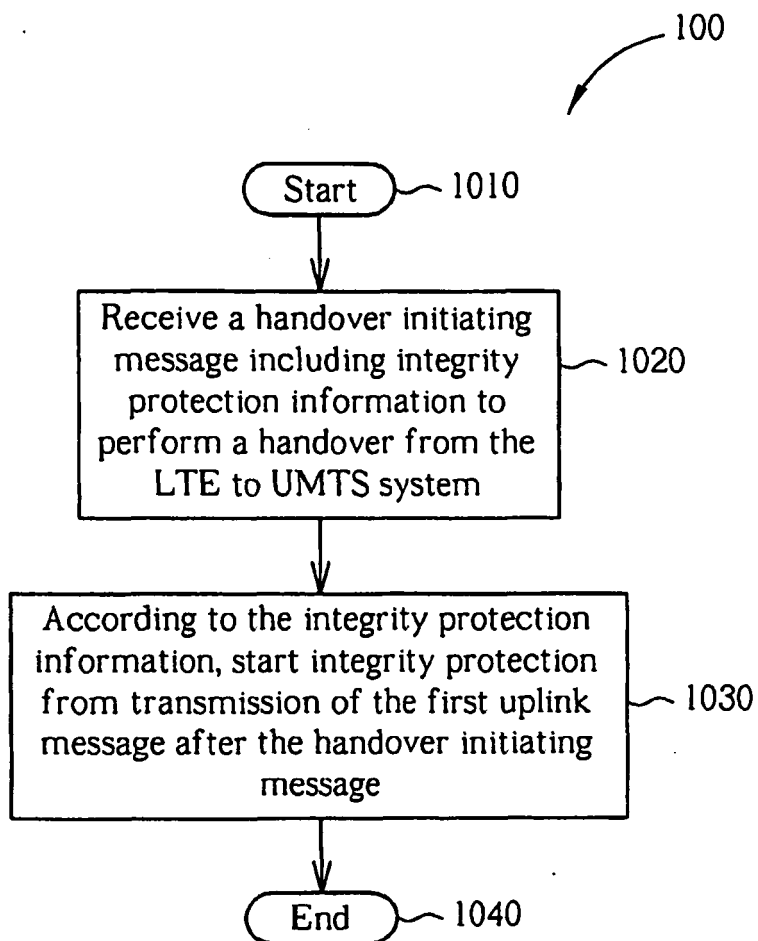 100
Start
1010
Receive a handover initiating
message including integrity
protection information to
perform a handover from the
LTE to UMTS system
1020
According to the integrity protection
information, start integrity protection
from transmission of the first uplink
message after the handover initiating
message
1030
End
1040